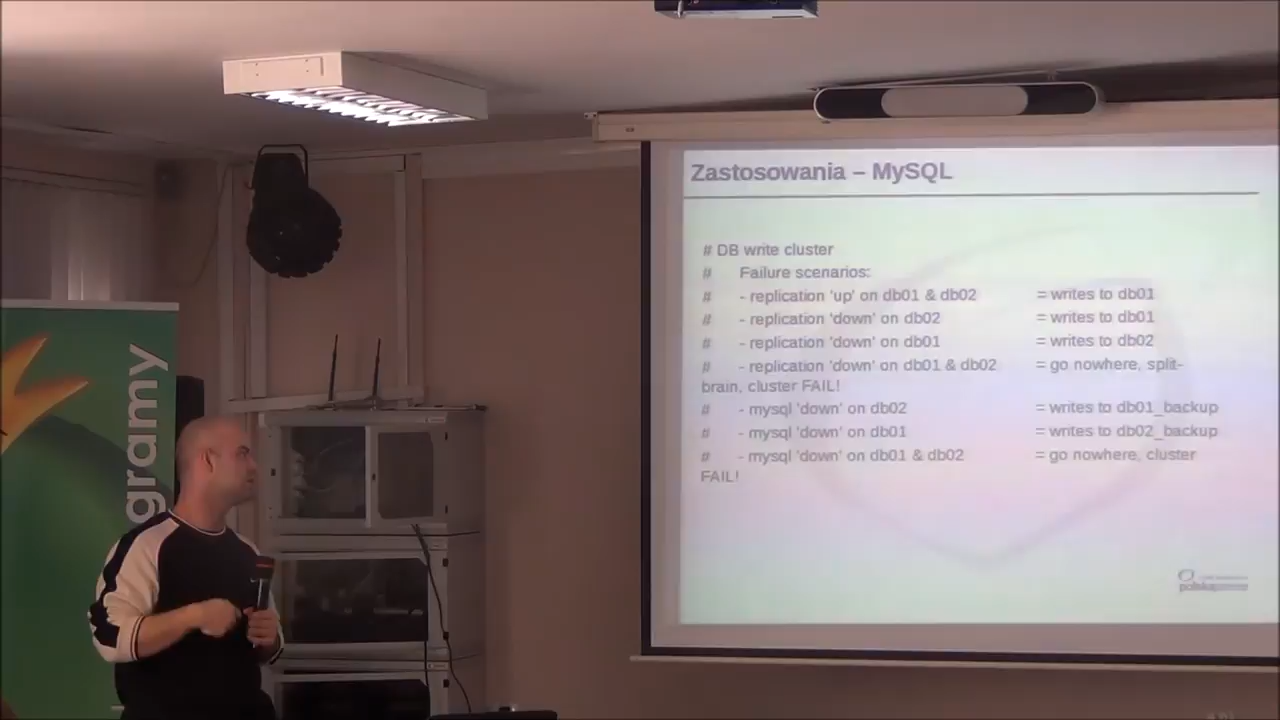 Zastosowania – MySQL
# DB write cluster
# Failure scenarios:
# - replication 'up' on db01 & db02 = writes to db01
# - replication 'down' on db02 = writes to db01
# - replication 'down' on db01 = writes to db02
# - replication 'down' on db01 & db02 = go nowhere, split-
brain, cluster FAIL!
# - mysql 'down' on db02 = writes to db01_backup
# - mysql 'down' on db01 = writes to db02_backup
# - mysql 'down' on db01 & db02 = go nowhere, cluster
FAIL!
gramy